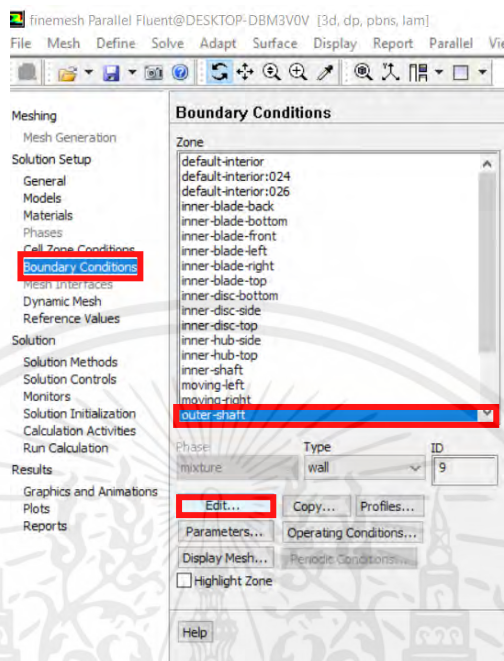 finemesh Parallel Fluent@DESKTOP-DBM3V0V [3d, dp, pbns, lam]
File Mesh Define Solve Adapt Surface Display Report Parallel
Meshing
Mesh Generation
Solution Setup
General
Models
Materials
Phases
Cell Zone Conditions
Boundary Conditions
Mesh Interfaces
Dynamic Mesh
Reference Values
Solution
Solution Methods
Solution Controls
Monitors
Solution Initialization
Calculation Activities
Run Calculation
Results
Graphics and Animations
Plots
Reports
Boundary Conditions
Zone
default-interior
default-interior:024
default-interior:026
inner-blade-back
inner-blade-bottom
inner-blade-front
inner-blade-left
inner-blade-right
inner-blade-top
inner-disc-bottom
inner-disc-side
inner-disc-top
inner-hub-side
inner-hub-top
inner-shaft
moving-left
moving-right
outer-shaft
Phase Type ID
mixture wall 9
Edit... Copy... Profiles...
Parameters... Operating Conditions...
Display Mesh... Periodic Conditions...
Highlight Zone
Help